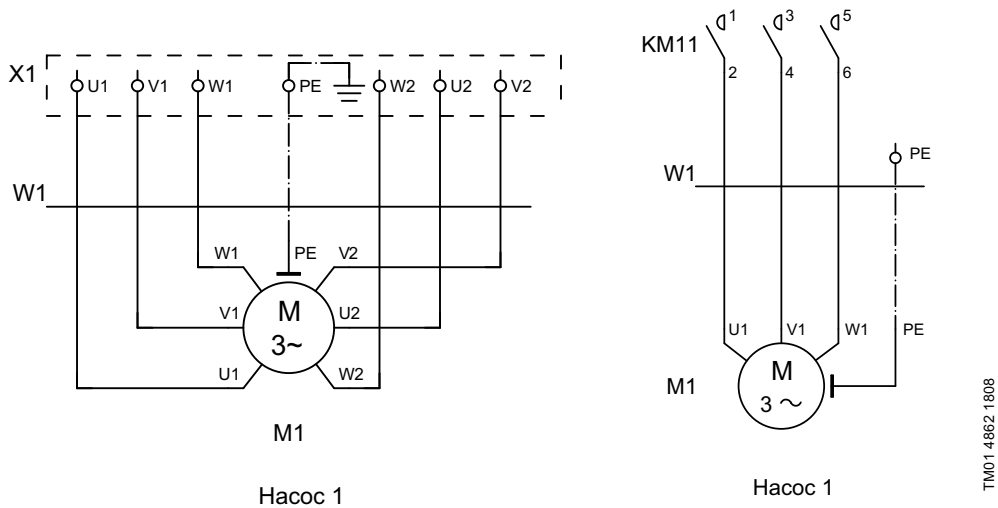 X1
U1 V1 W1 PE W2 U2 V2
W1
W1 PE V2
V1 M U2
3~
U1 W2
M1
Насос 1
KM11
1 3 5
2 4 6
PE
W1
U1 V1 W1 PE
M1
M
3 ~
Насос 1
TM01 4862 1808